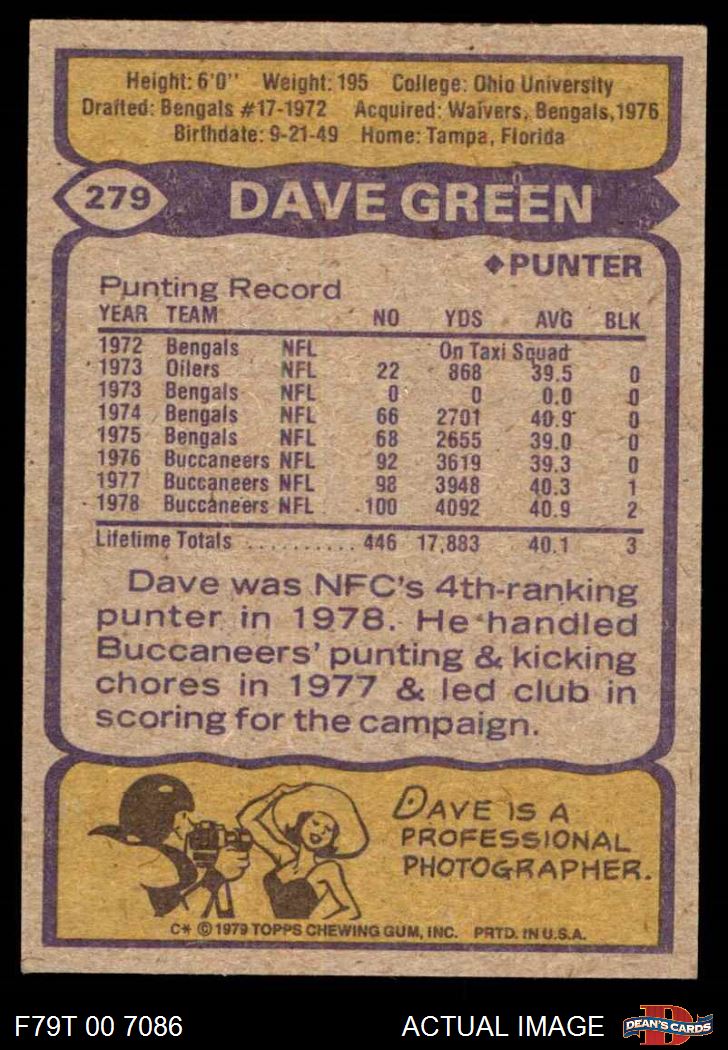 Height: 6'0" Weight: 195 College: Ohio University
Drafted: Bengals #17-1972 Acquired: Waivers, Bengals, 1976
Birthdate: 9-21-49 Home: Tampa, Florida
279 DAVE GREEN
◆PUNTER
Punting Record
YEAR TEAM NO YDS AVG BLK
1972 Bengals NFL On Taxi Squad
1973 Oilers NFL 22 868 39.5 0
1973 Bengals NFL 0 0 0.0 0
1974 Bengals NFL 66 2701 40.9 0
1975 Bengals NFL 68 2655 39.0 0
1976 Buccaneers NFL 92 3619 39.3 0
1977 Buccaneers NFL 98 3948 40.3 1
1978 Buccaneers NFL 100 4092 40.9 2
Lifetime Totals .......... 446 17,883 40.1 3
Dave was NFC's 4th-ranking
punter in 1978. He handled
Buccaneers' punting & kicking
chores in 1977 & led club in
scoring for the campaign.
DAVE IS A
PROFESSIONAL
PHOTOGRAPHER.
C* © 1979 TOPPS CHEWING GUM, INC. PRTD. IN U.S.A.
F79T 00 7086 ACTUAL IMAGE D DEAN'S CARDS